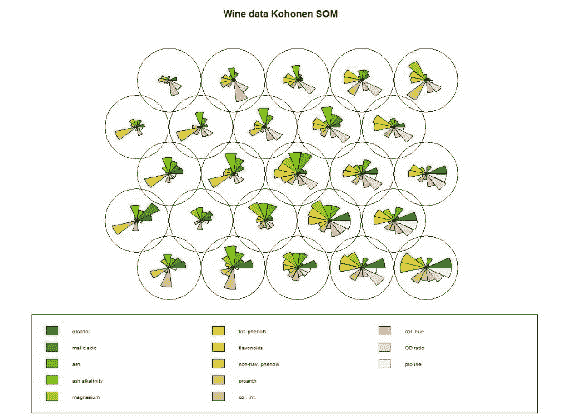 Wine data Kohonen SOM
alcohol
malic acid
ash
ash alkalinity
magnesium
tot. phenols
flavonoids
non-flav. phenols
proanth
col. int.
col. hue
OD ratio
proline